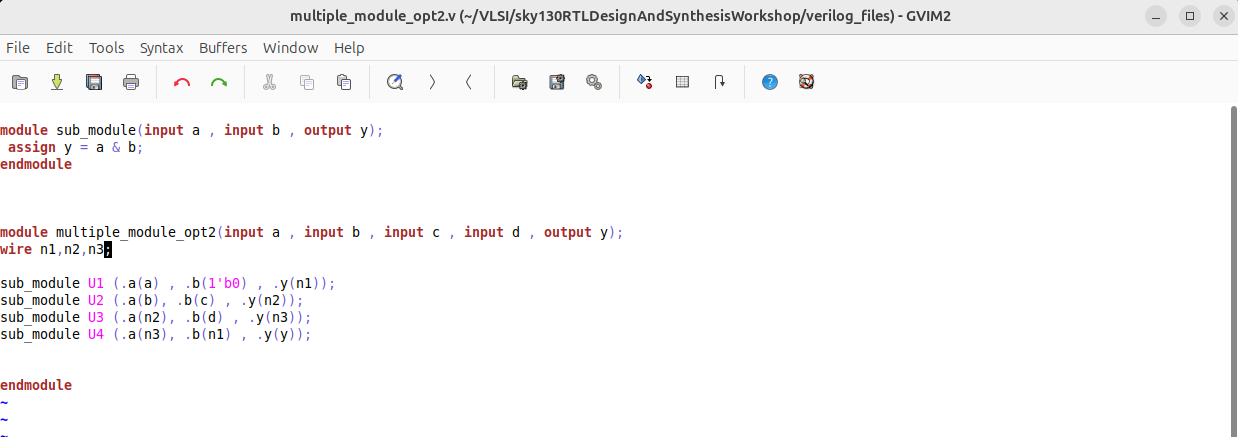 multiple_module_opt2.v (~/VLSI/sky130RTLDesignAndSynthesisWorkshop/verilog_files) - GVIM2
File Edit Tools Syntax Buffers Window Help
module sub_module(input a , input b , output y);
 assign y = a & b;
endmodule
module multiple_module_opt2(input a , input b , input c , input d , output y);
wire n1,n2,n3;
sub_module U1 (.a(a) , .b(1'b0) , .y(n1));
sub_module U2 (.a(b), .b(c) , .y(n2));
sub_module U3 (.a(n2), .b(d) , .y(n3));
sub_module U4 (.a(n3), .b(n1) , .y(y));
endmodule
~
~
~